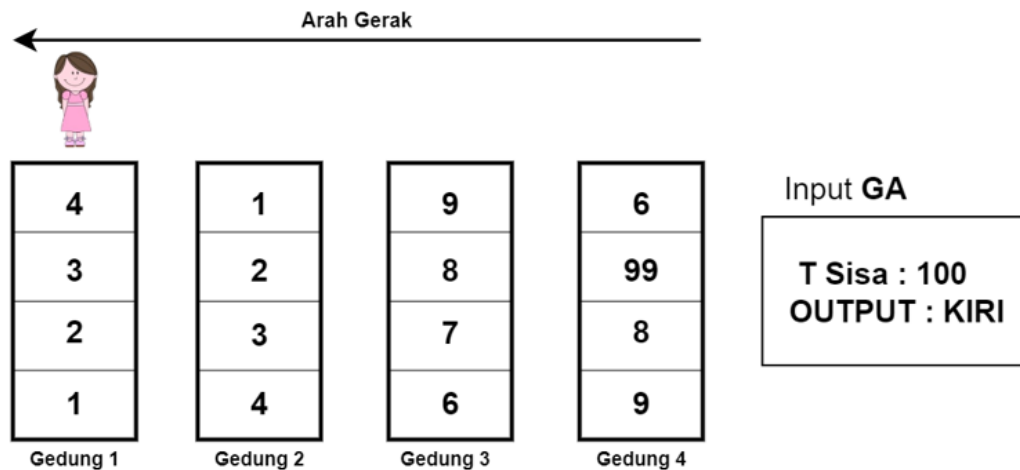 Arah Gerak
4 1 9 6
3 2 8 99
2 3 7 8
1 4 6 9
Gedung 1 Gedung 2 Gedung 3 Gedung 4
Input GA
T Sisa : 100
OUTPUT : KIRI